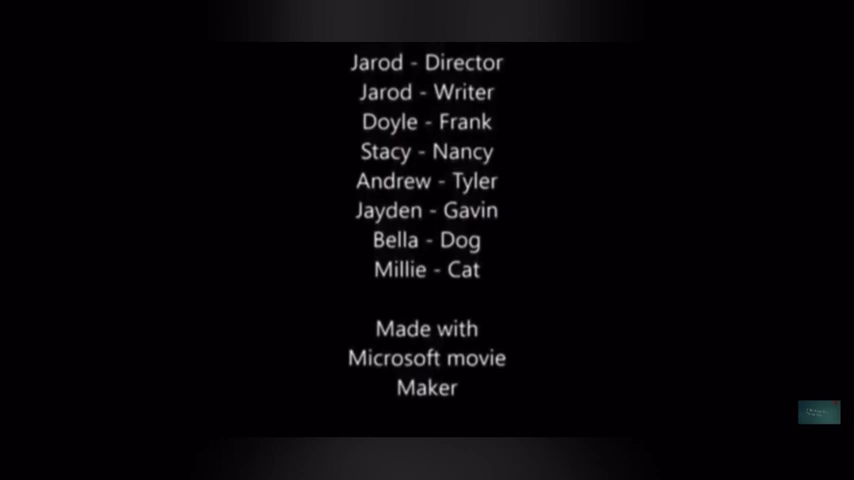 Jarod - Director
Jarod - Writer
Doyle - Frank
Stacy - Nancy
Andrew - Tyler
Jayden - Gavin
Bella - Dog
Millie - Cat
Made with
Microsoft movie
Maker